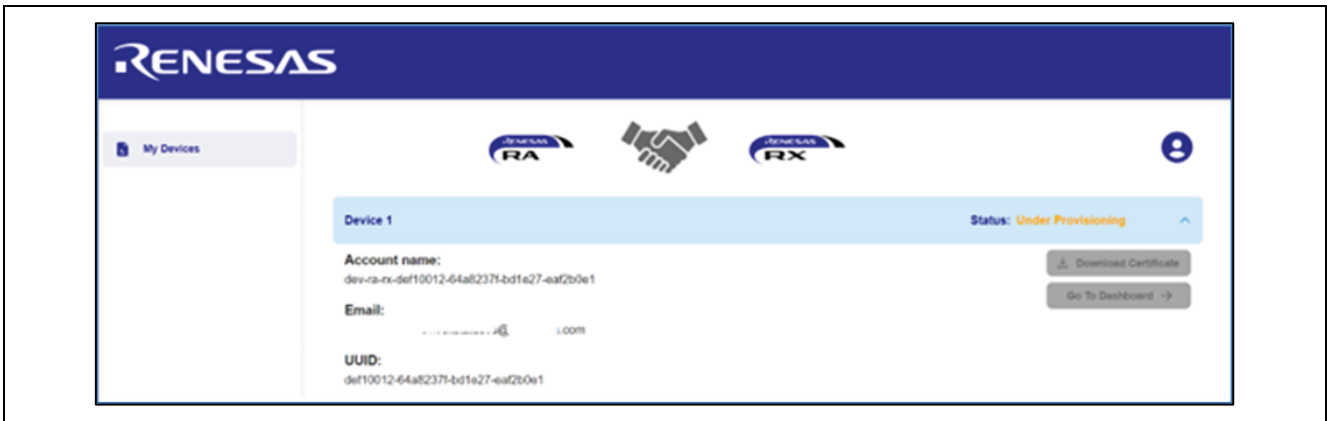 RENESAS
My Devices
RENESAS
RA
RENESAS
RX
Device 1
Status: Under Provisioning
Account name:
dev-ra-rx-def10012-64a8237f-bd1e27-eaf2b0e1
Download Certificate
Go To Dashboard
Email:
.com
UUID:
def10012-64a8237f-bd1e27-eaf2b0e1